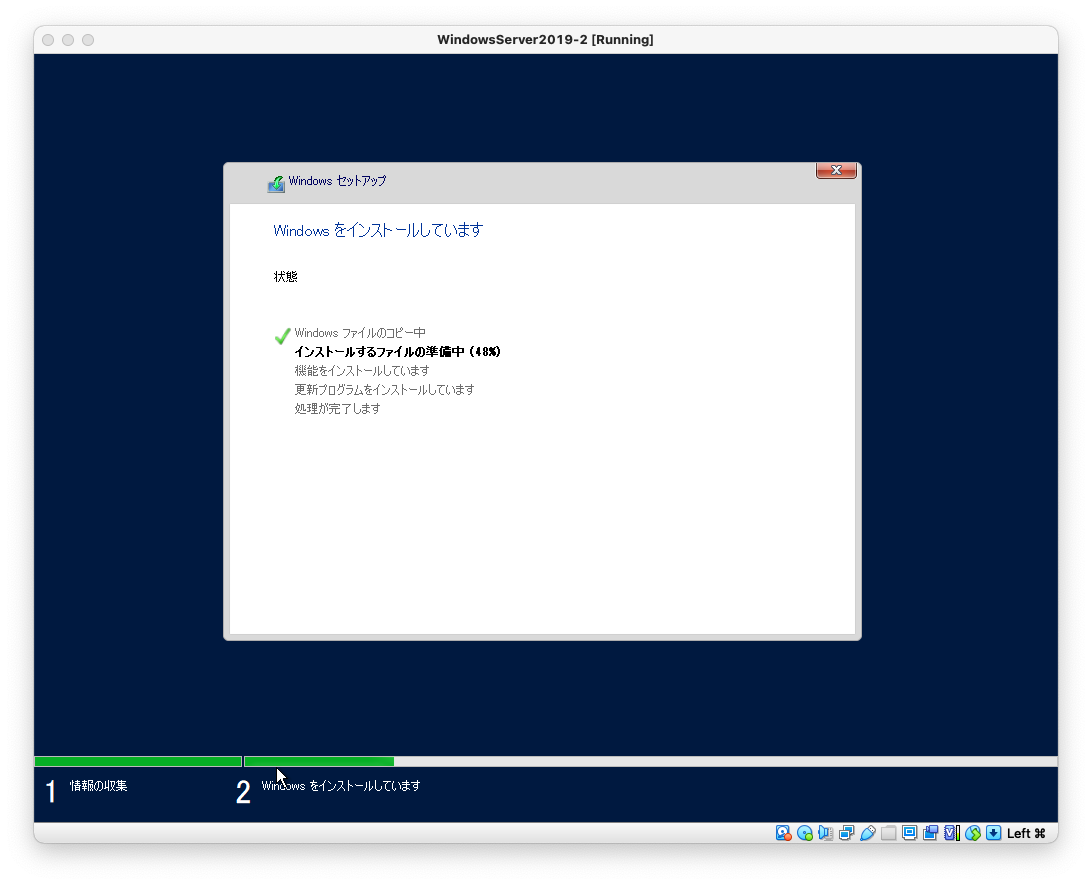 WindowsServer2019-2 [Running]
Windows セットアップ
Windows をインストールしています
状態
Windows ファイルのコピー中
インストールするファイルの準備中 (48%)
機能をインストールしています
更新プログラムをインストールしています
処理が完了します
1 情報の収集
2 Windows をインストールしています
Left ⌘